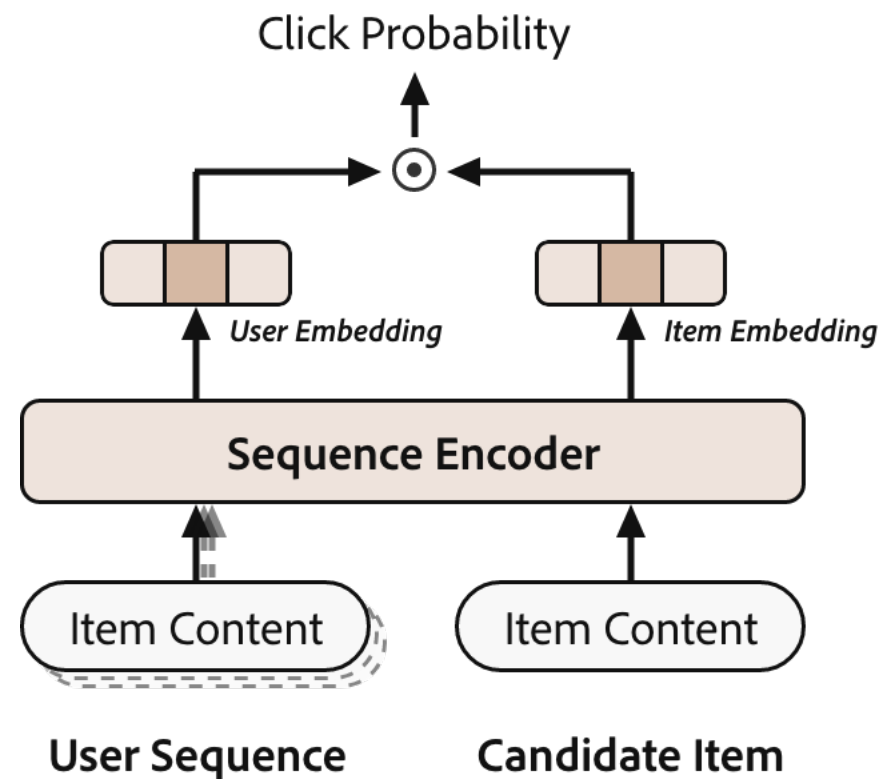 Click Probability
User Embedding
Item Embedding
Sequence Encoder
Item Content
Item Content
User Sequence
Candidate Item